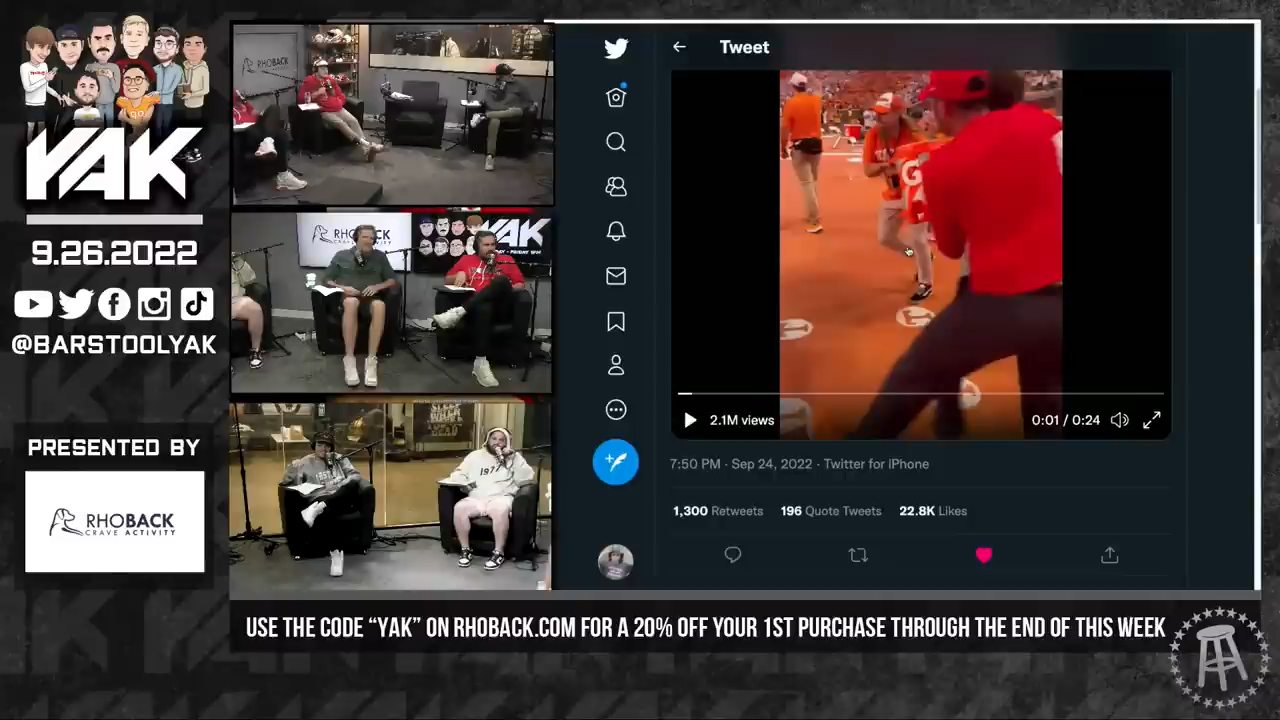 YAK
9.26.2022
@BARSTOOLYAK
PRESENTED BY
RHOBACK
CRAVE ACTIVITY
RHOBACK
RHOBACK
YAK
197
Tweet
G
2.1M views
0:01 / 0:24
7:50 PM · Sep 24, 2022 · Twitter for iPhone
1,300 Retweets 196 Quote Tweets 22.8K Likes
USE THE CODE “YAK” ON RHOBACK.COM FOR A 20% OFF YOUR 1ST PURCHASE THROUGH THE END OF THIS WEEK